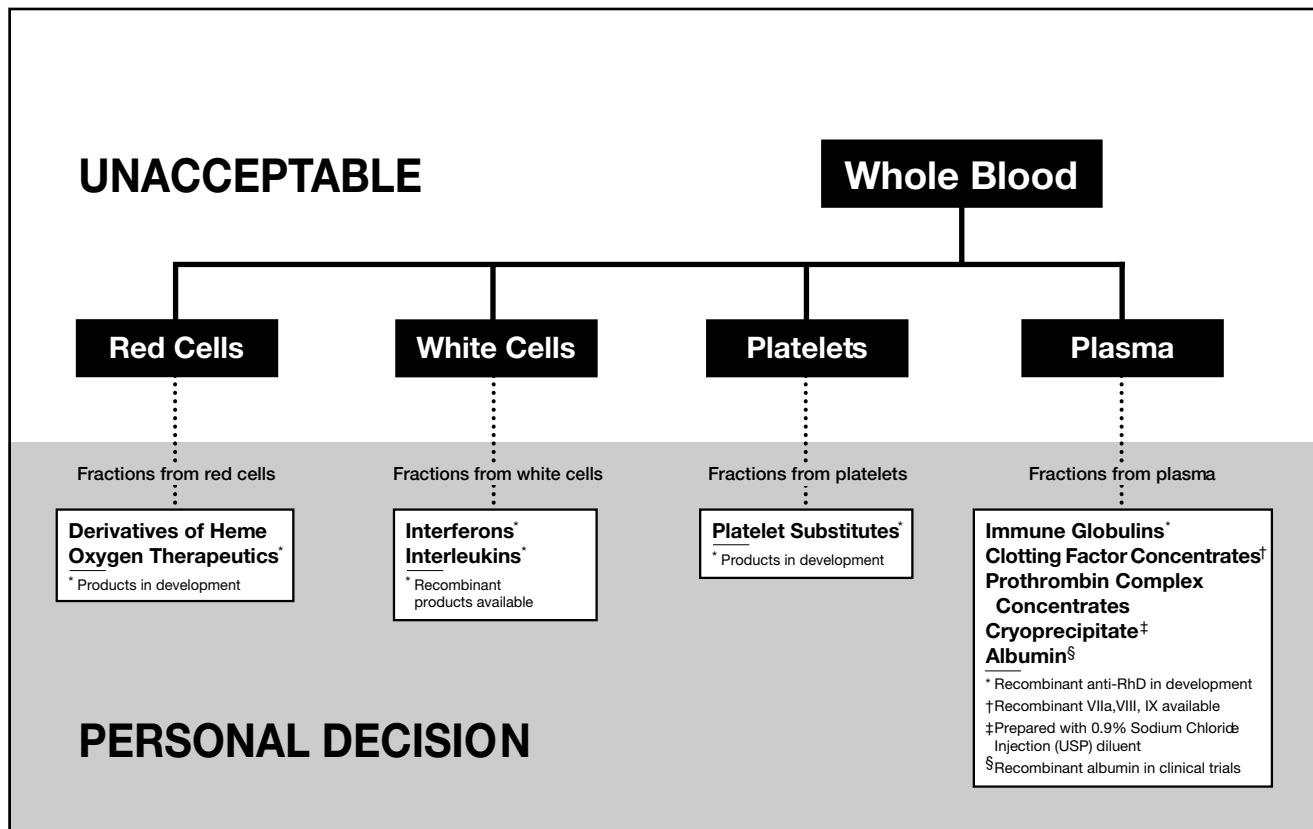 UNACCEPTABLE
Whole Blood
Red Cells
White Cells
Platelets
Plasma
Fractions from red cells
Fractions from white cells
Fractions from platelets
Fractions from plasma
Derivatives of Heme
Oxygen Therapeutics*
* Products in development
Interferons*
Interleukins*
* Recombinant
products available
Platelet Substitutes*
* Products in development
Immune Globulins*
Clotting Factor Concentrates†
Prothrombin Complex
Concentrates
Cryoprecipitate‡
Albumin§
* Recombinant anti-RhD in development
†Recombinant VIIa,VIII, IX available
‡Prepared with 0.9% Sodium Chloride
Injection (USP) diluent
§Recombinant albumin in clinical trials
PERSONAL DECISION